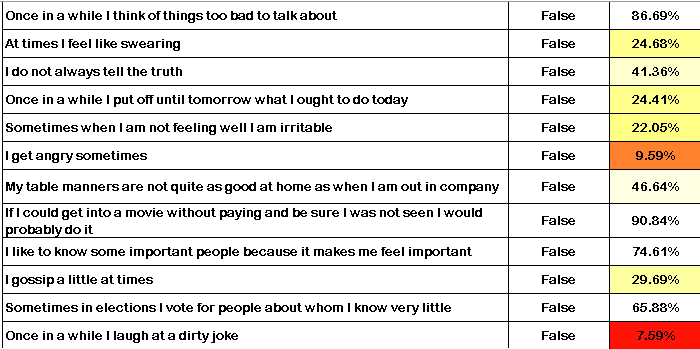 Once in a while I think of things too bad to talk about False 86.69%
At times I feel like swearing False 24.68%
I do not always tell the truth False 41.36%
Once in a while I put off until tomorrow what I ought to do today False 24.41%
Sometimes when I am not feeling well I am irritable False 22.05%
I get angry sometimes False 9.59%
My table manners are not quite as good at home as when I am out in company False 46.64%
If I could get into a movie without paying and be sure I was not seen I would
probably do it False 90.84%
I like to know some important people because it makes me feel important False 74.61%
I gossip a little at times False 29.69%
Sometimes in elections I vote for people about whom I know very little False 65.88%
Once in a while I laugh at a dirty joke False 7.59%